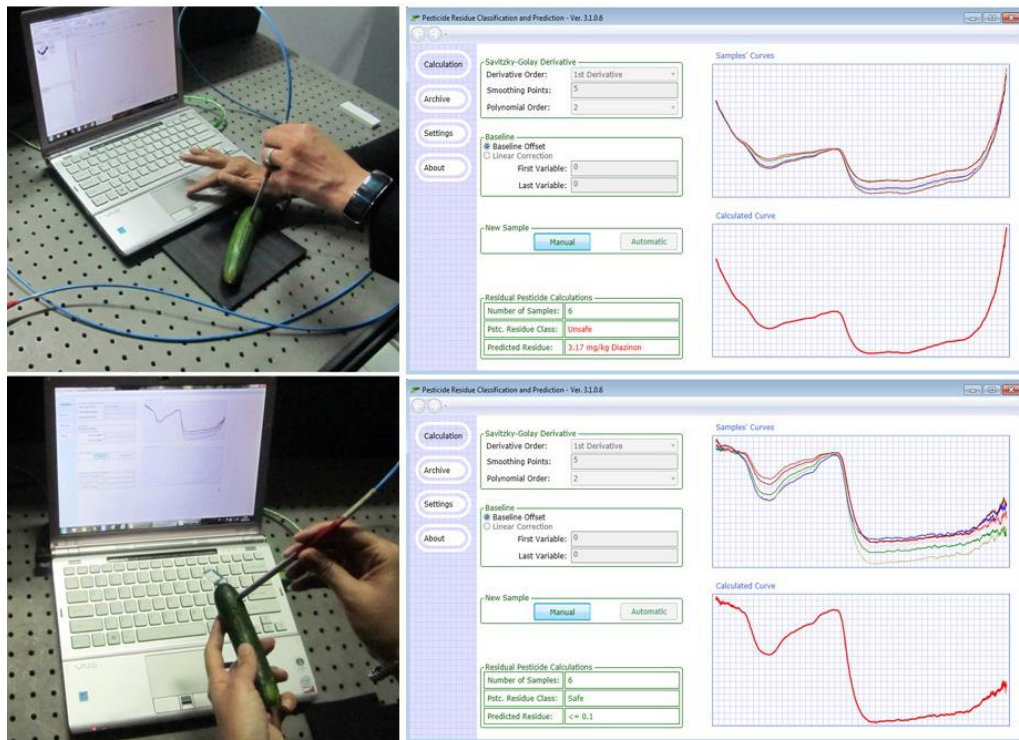 Pesticide Residue Classification and Prediction - Ver. 3.1.0.6
Calculation
Archive
Settings
About
Savitzky-Golay Derivative
Derivative Order: 1st Derivative
Smoothing Points: 5
Polynomial Order: 2
Baseline
Baseline Offset
Linear Correction
First Variable: 0
Last Variable: 0
New Sample
Manual Automatic
Residual Pesticide Calculations
Number of Samples: 6
Pstc. Residue Class: Unsafe
Predicted Residue: 3.17 mg/kg Diazinon
Samples' Curves
Calculated Curve
VAIO
Pesticide Residue Classification and Prediction - Ver. 3.1.0.6
Calculation
Archive
Settings
About
Savitzky-Golay Derivative
Derivative Order: 1st Derivative
Smoothing Points: 5
Polynomial Order: 2
Baseline
Baseline Offset
Linear Correction
First Variable: 0
Last Variable: 0
New Sample
Manual Automatic
Residual Pesticide Calculations
Number of Samples: 6
Pstc. Residue Class: Safe
Predicted Residue: <= 0.1
Samples' Curves
Calculated Curve
VAIO